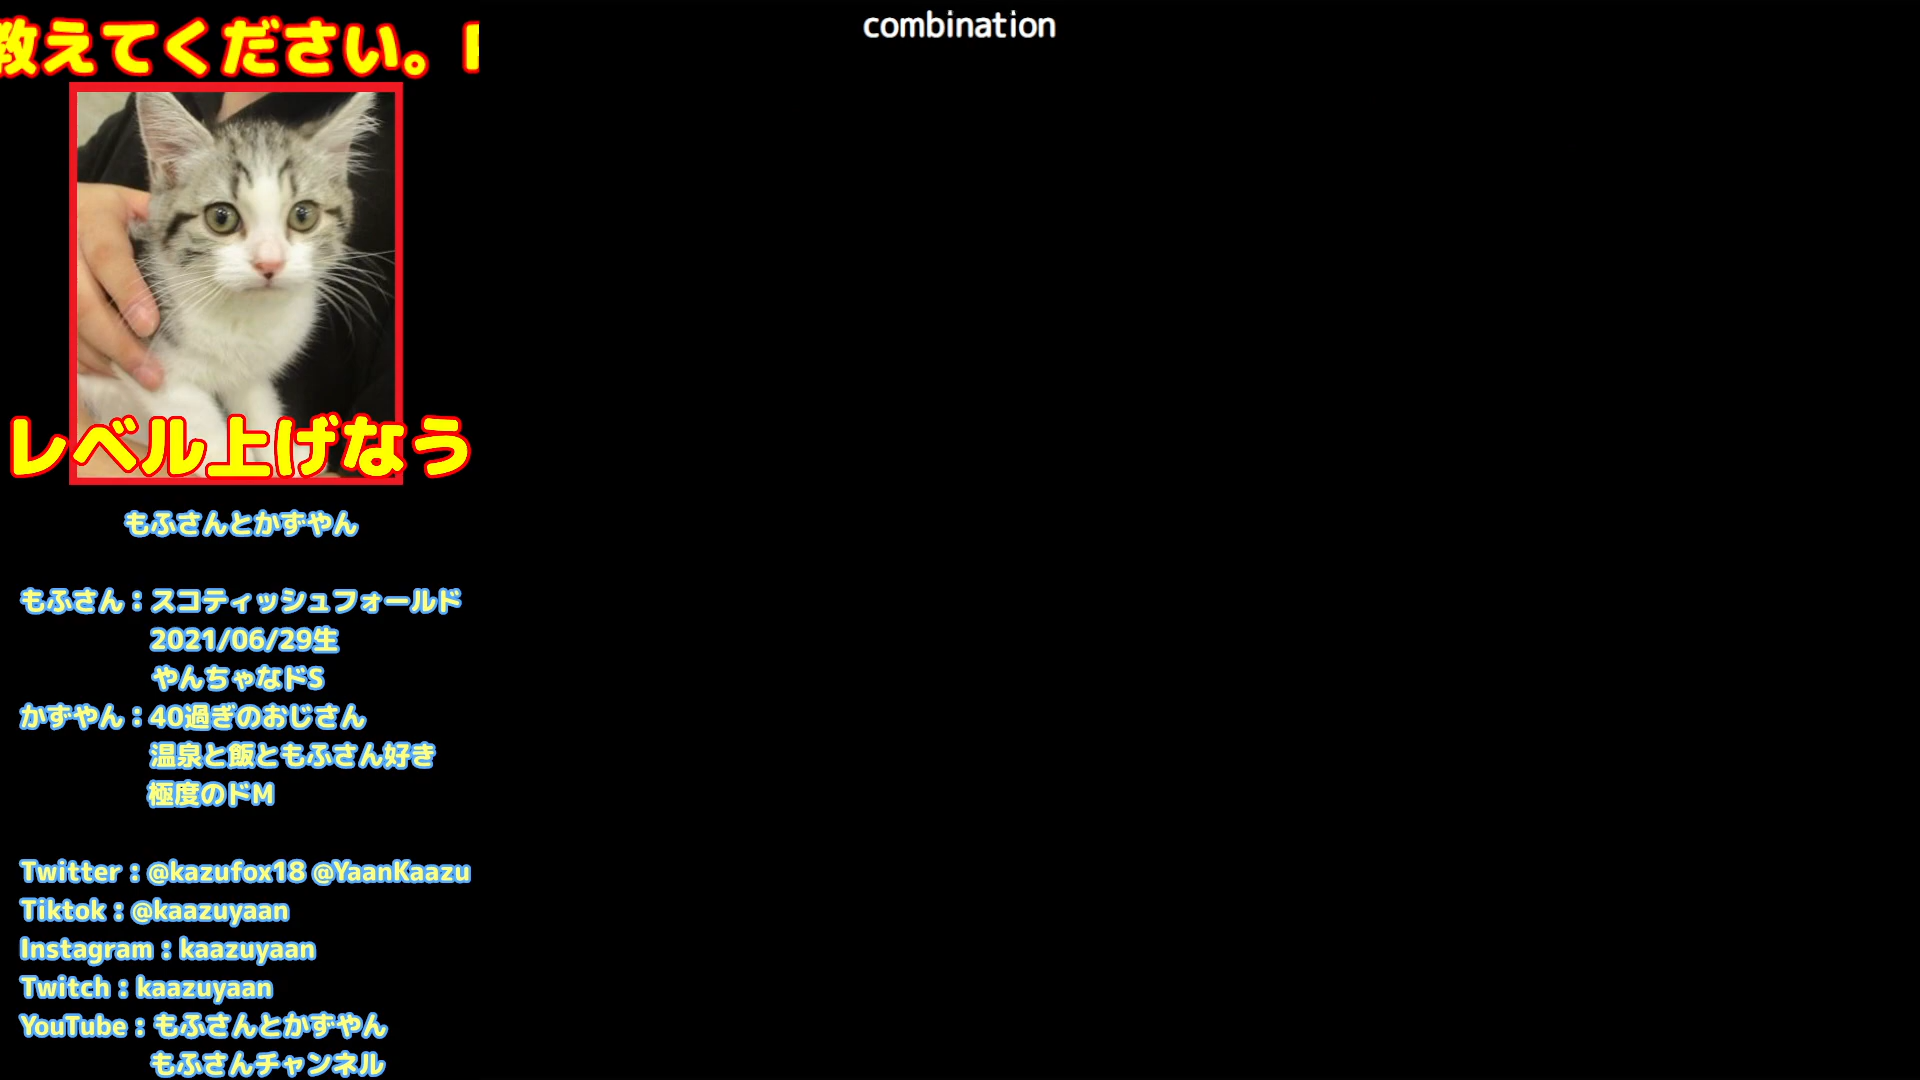 教えてください。
combination
レベル上げなう
もふさんとかずやん
もふさん：スコティッシュフォールド
2021/06/29生
やんちゃなドS
かずやん：40過ぎのおじさん
温泉と飯ともふさん好き
極度のドM
Twitter：@kazufox18 @YaanKaazu
Tiktok：@kaazuyaan
Instagram：kaazuyaan
Twitch：kaazuyaan
YouTube：もふさんとかずやん
もふさんチャンネル